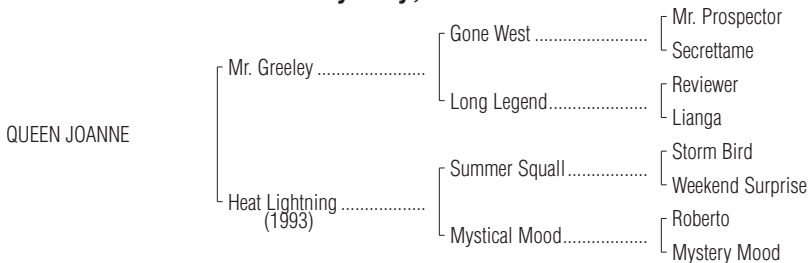 Mr. Prospector
Gone West ........................
Secrettame
Mr. Greeley .......................
Reviewer
Long Legend.....................
Lianga
QUEEN JOANNE
Storm Bird
Summer Squall.................
Weekend Surprise
Heat Lightning ..................
(1993)
Roberto
Mystical Mood..................
Mystery Mood